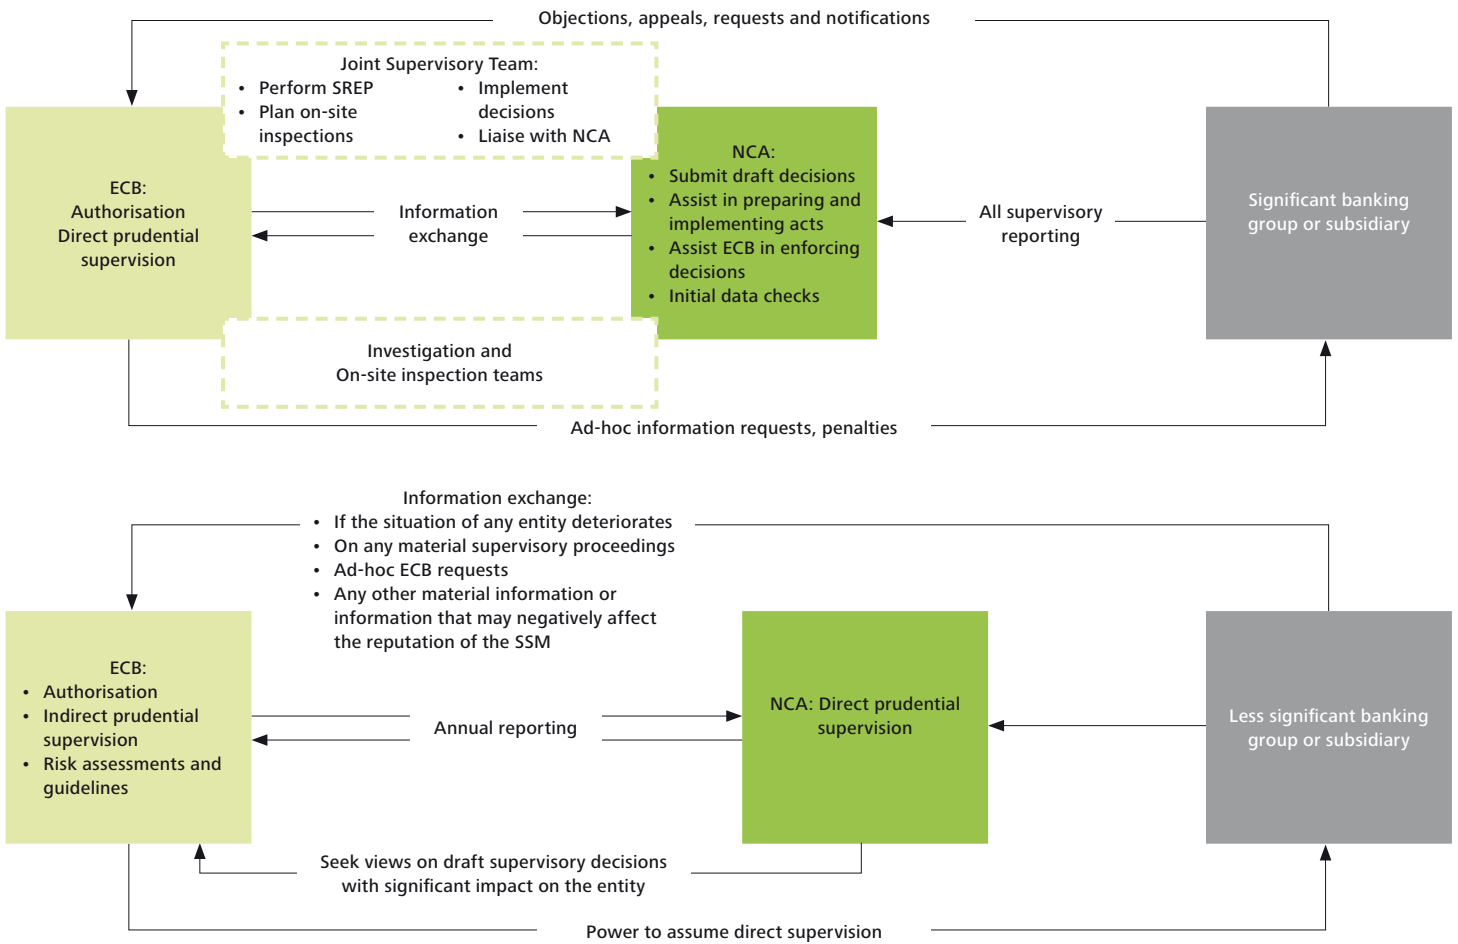 Objections, appeals, requests and notifications
Joint Supervisory Team:
• Perform SREP
• Plan on-site
inspections
• Implement
decisions
• Liaise with NCA
ECB:
Authorisation
Direct prudential
supervision
Information
exchange
NCA:
• Submit draft decisions
• Assist in preparing and
implementing acts
• Assist ECB in enforcing
decisions
• Initial data checks
All supervisory
reporting
Significant banking
group or subsidiary
Investigation and
On-site inspection teams
Ad-hoc information requests, penalties
Information exchange:
• If the situation of any entity deteriorates
• On any material supervisory proceedings
• Ad-hoc ECB requests
• Any other material information or
information that may negatively affect
the reputation of the SSM
ECB:
• Authorisation
• Indirect prudential
supervision
• Risk assessments and
guidelines
Annual reporting
NCA: Direct prudential
supervision
Less significant banking
group or subsidiary
Seek views on draft supervisory decisions
with significant impact on the entity
Power to assume direct supervision